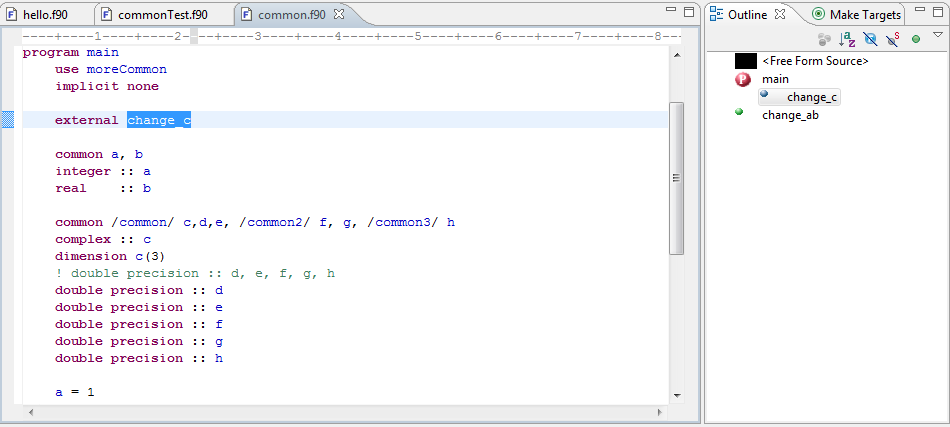 hello.f90 commonTest.f90 common.f90
----+----1----+----2----+----3----+----4----+----5----+----6----+----7----+----8--
program main
use moreCommon
implicit none
external change_c
common a, b
integer :: a
real :: b
common /common/ c,d,e, /common2/ f, g, /common3/ h
complex :: c
dimension c(3)
! double precision :: d, e, f, g, h
double precision :: d
double precision :: e
double precision :: f
double precision :: g
double precision :: h
a = 1
Outline Make Targets
<Free Form Source>
main
change_c
change_ab